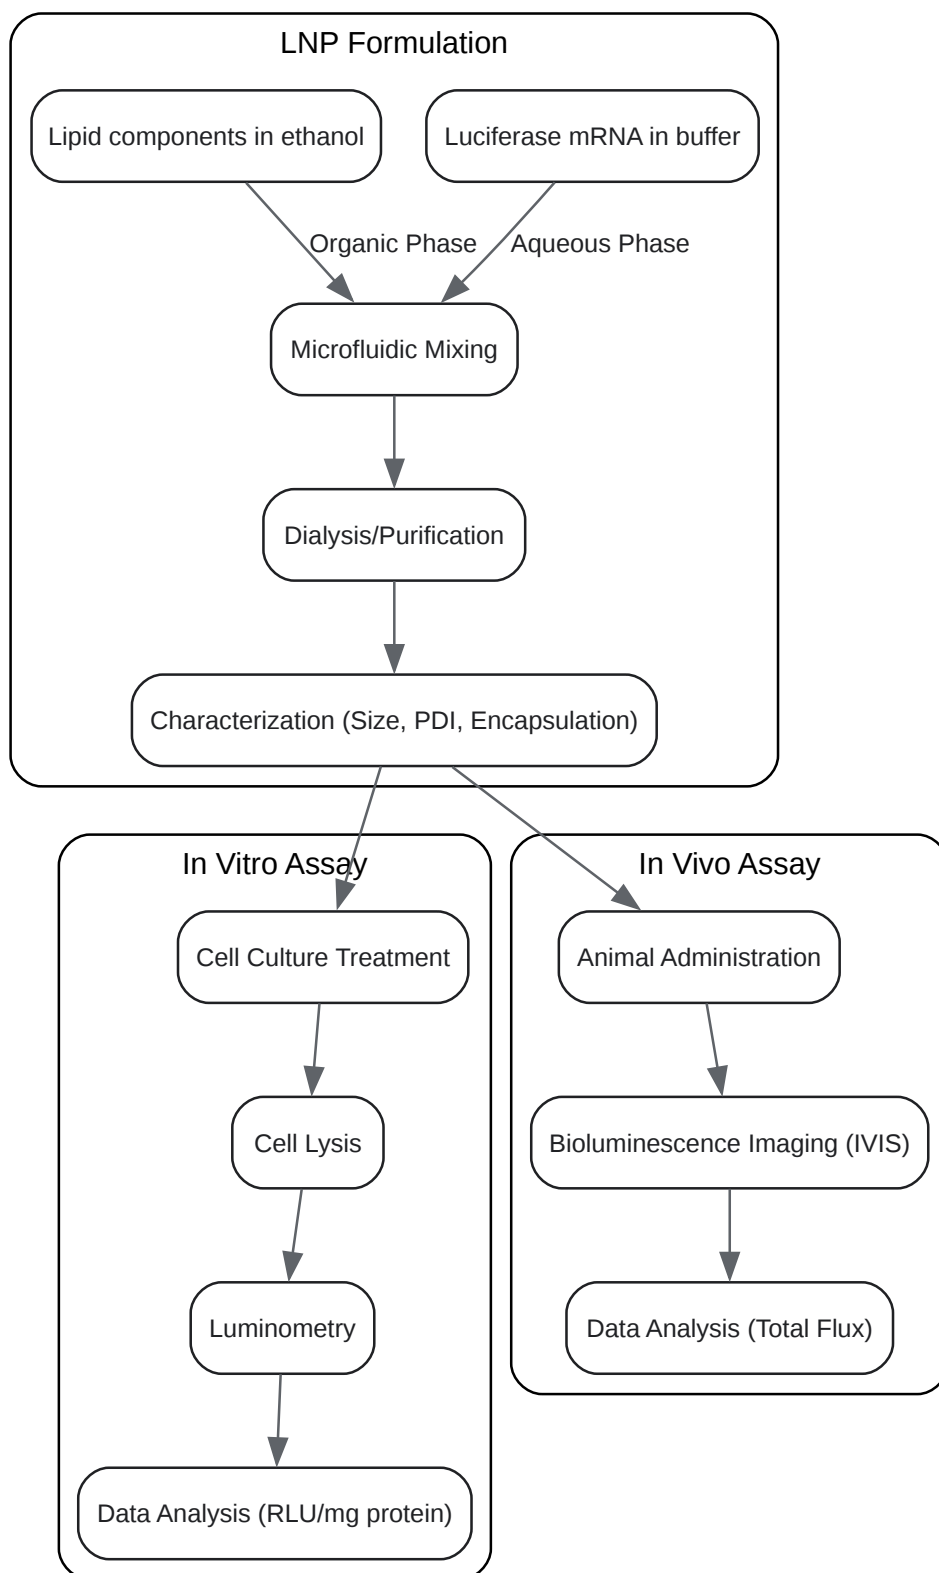 LNP Formulation
Lipid components in ethanol
Luciferase mRNA in buffer
Organic Phase
Aqueous Phase
Microfluidic Mixing
Dialysis/Purification
Characterization (Size, PDI, Encapsulation)
In Vitro Assay
Cell Culture Treatment
Cell Lysis
Luminometry
Data Analysis (RLU/mg protein)
In Vivo Assay
Animal Administration
Bioluminescence Imaging (IVIS)
Data Analysis (Total Flux)